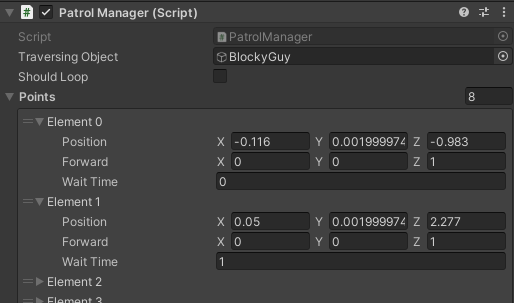 Patrol Manager (Script)
Script PatrolManager
Traversing Object BlockyGuy
Should Loop
Points 8
Element 0
Position X -0.116 Y 0.001999974 Z -0.983
Forward X 0 Y 0 Z 1
Wait Time 0
Element 1
Position X 0.05 Y 0.001999974 Z 2.277
Forward X 0 Y 0 Z 1
Wait Time 1
Element 2
Element 3